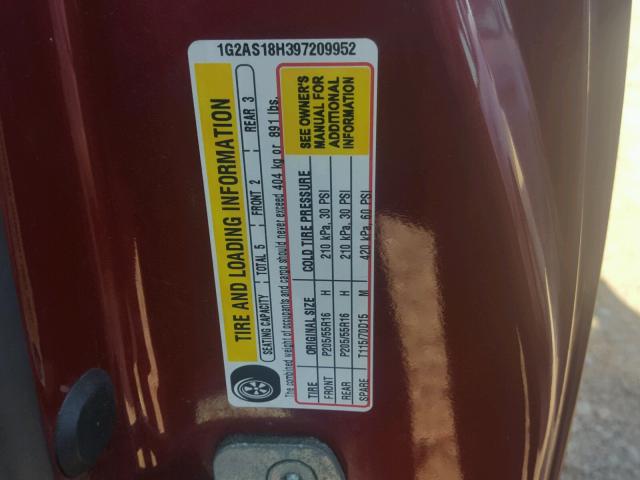 1G2AS18H397209952
TIRE AND LOADING INFORMATION
SEATING CAPACITY TOTAL 5 FRONT 2 REAR 3
The combined weight of occupants and cargo should never exceed 404 kg or 891 lbs.
TIRE ORIGINAL SIZE COLD TIRE PRESSURE
FRONT P205/55R16 H 210 kPa, 30 PSI
REAR P205/55R16 H 210 kPa, 30 PSI
SPARE T115/70D15 M 420 kPa, 60 PSI
SEE OWNER'S
MANUAL FOR
ADDITIONAL
INFORMATION